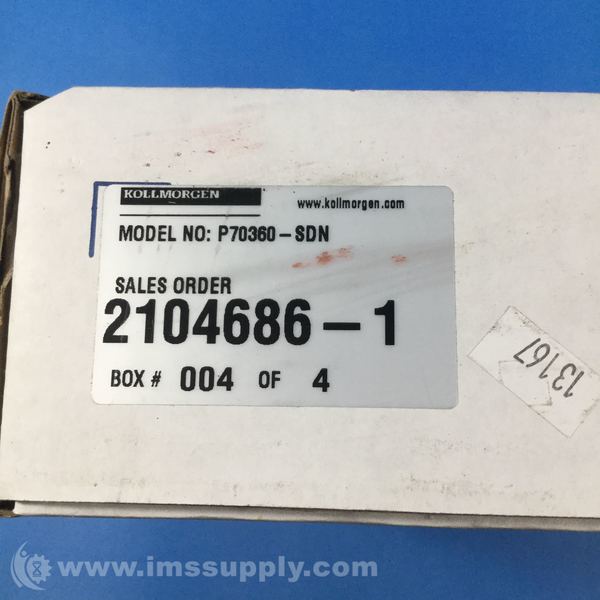 KOLLMORGEN
www.kollmorgen.com
MODEL NO: P70360-SDN
SALES ORDER
2104686-1
BOX # 004 OF 4
13167
www.imssupply.com/